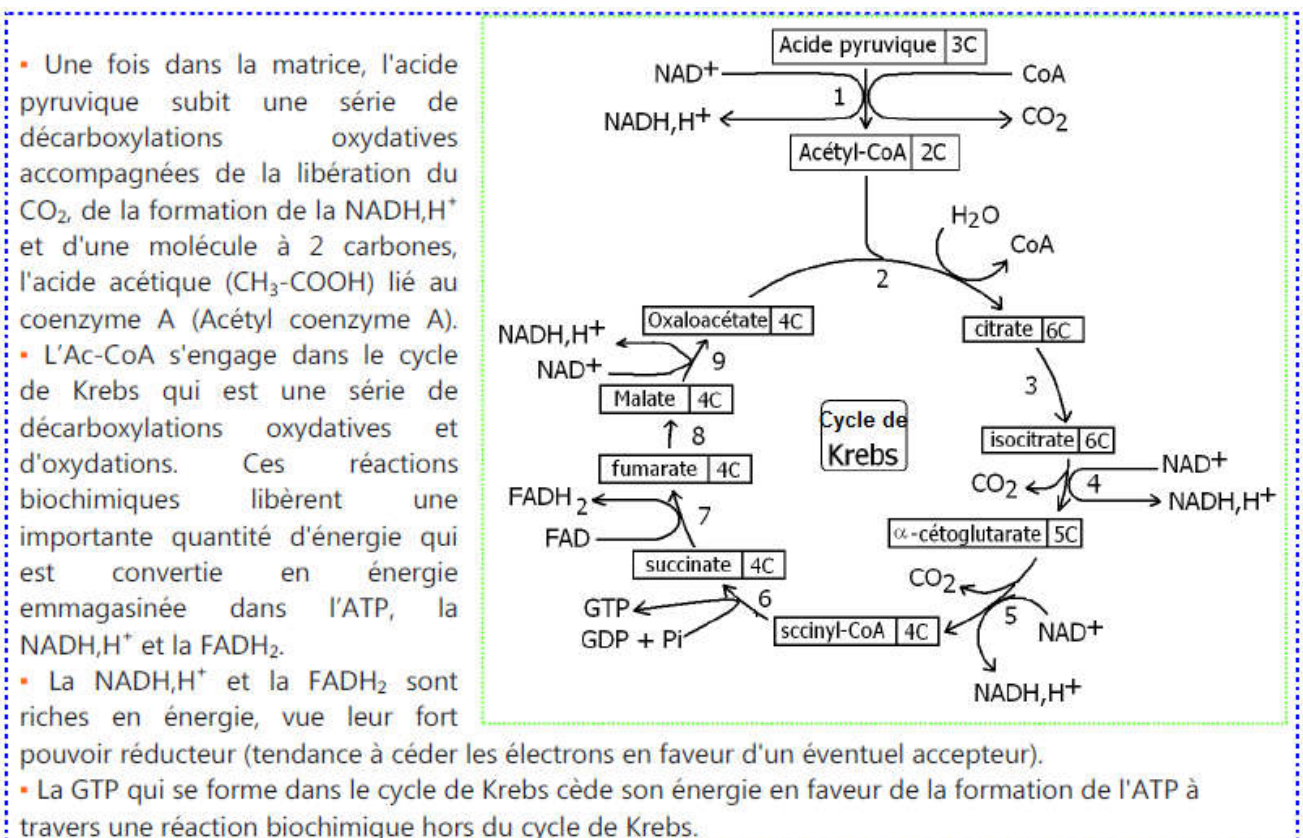 ▪ Une fois dans la matrice, l'acide
pyruvique subit une série de
décarboxylations oxydatives
accompagnées de la libération du
CO₂, de la formation de la NADH,H⁺
et d'une molécule à 2 carbones,
l'acide acétique (CH₃-COOH) lié au
coenzyme A (Acétyl coenzyme A).
▪ L'Ac-CoA s'engage dans le cycle
de Krebs qui est une série de
décarboxylations oxydatives et
d'oxydations. Ces réactions
biochimiques libèrent une
importante quantité d'énergie qui
est convertie en énergie
emmagasinée dans l'ATP, la
NADH,H⁺ et la FADH₂.
▪ La NADH,H⁺ et la FADH₂ sont
riches en énergie, vue leur fort
pouvoir réducteur (tendance à céder les électrons en faveur d'un éventuel accepteur).
▪ La GTP qui se forme dans le cycle de Krebs cède son énergie en faveur de la formation de l'ATP à
travers une réaction biochimique hors du cycle de Krebs.
Acide pyruvique 3C
NAD+ CoA
1
NADH,H+ CO₂
Acétyl-CoA 2C
H₂O
CoA
2
Oxaloacétate 4C
citrate 6C
NADH,H+
NAD+
9
3
Malate 4C
Cycle de
Krebs
8
isocitrate 6C
fumarate 4C
NAD+
CO₂ 4
NADH,H+
FADH₂
7
FAD
α-cétoglutarate 5C
succinate 4C
CO₂
6
GTP
GDP + Pi
sccinyl-CoA 4C
5
NAD+
NADH,H+